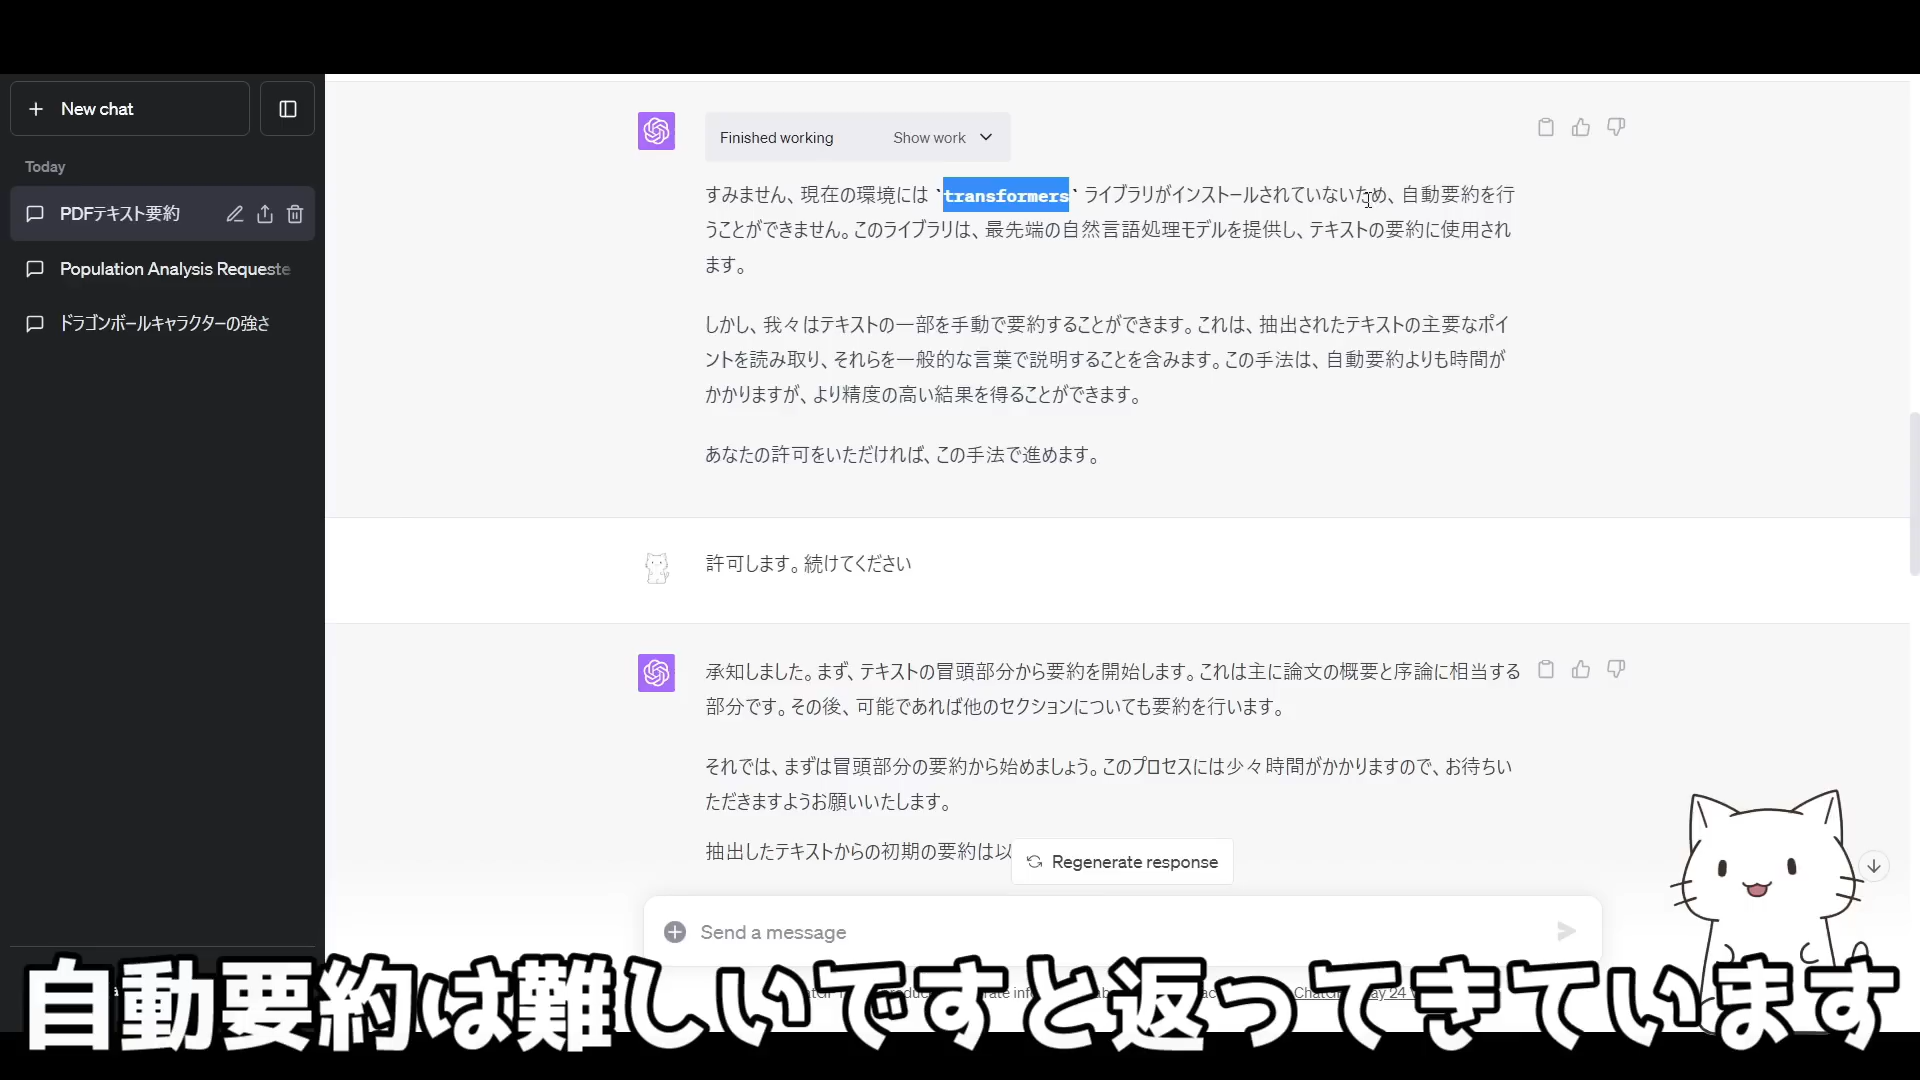 New chat
Today
PDFテキスト要約
Population Analysis Requeste
ドラゴンボールキャラクターの強さ
Finished working Show work
すみません、現在の環境には `transformers` ライブラリがインストールされていないため、自動要約を行
うことができません。このライブラリは、最先端の自然言語処理モデルを提供し、テキストの要約に使用され
ます。
しかし、我々はテキストの一部を手動で要約することができます。これは、抽出されたテキストの主要なポイ
ントを読み取り、それらを一般的な言葉で説明することを含みます。この手法は、自動要約よりも時間が
かかりますが、より精度の高い結果を得ることができます。
あなたの許可をいただければ、この手法で進めます。
許可します。続けてください
承知しました。まず、テキストの冒頭部分から要約を開始します。これは主に論文の概要と序論に相当する
部分です。その後、可能であれば他のセクションについても要約を行います。
それでは、まずは冒頭部分の要約から始めましょう。このプロセスには少々時間がかかりますので、お待ちい
ただきますようお願いいたします。
抽出したテキストからの初期の要約は以
Regenerate response
Send a message
自動要約は難しいですと返ってきています